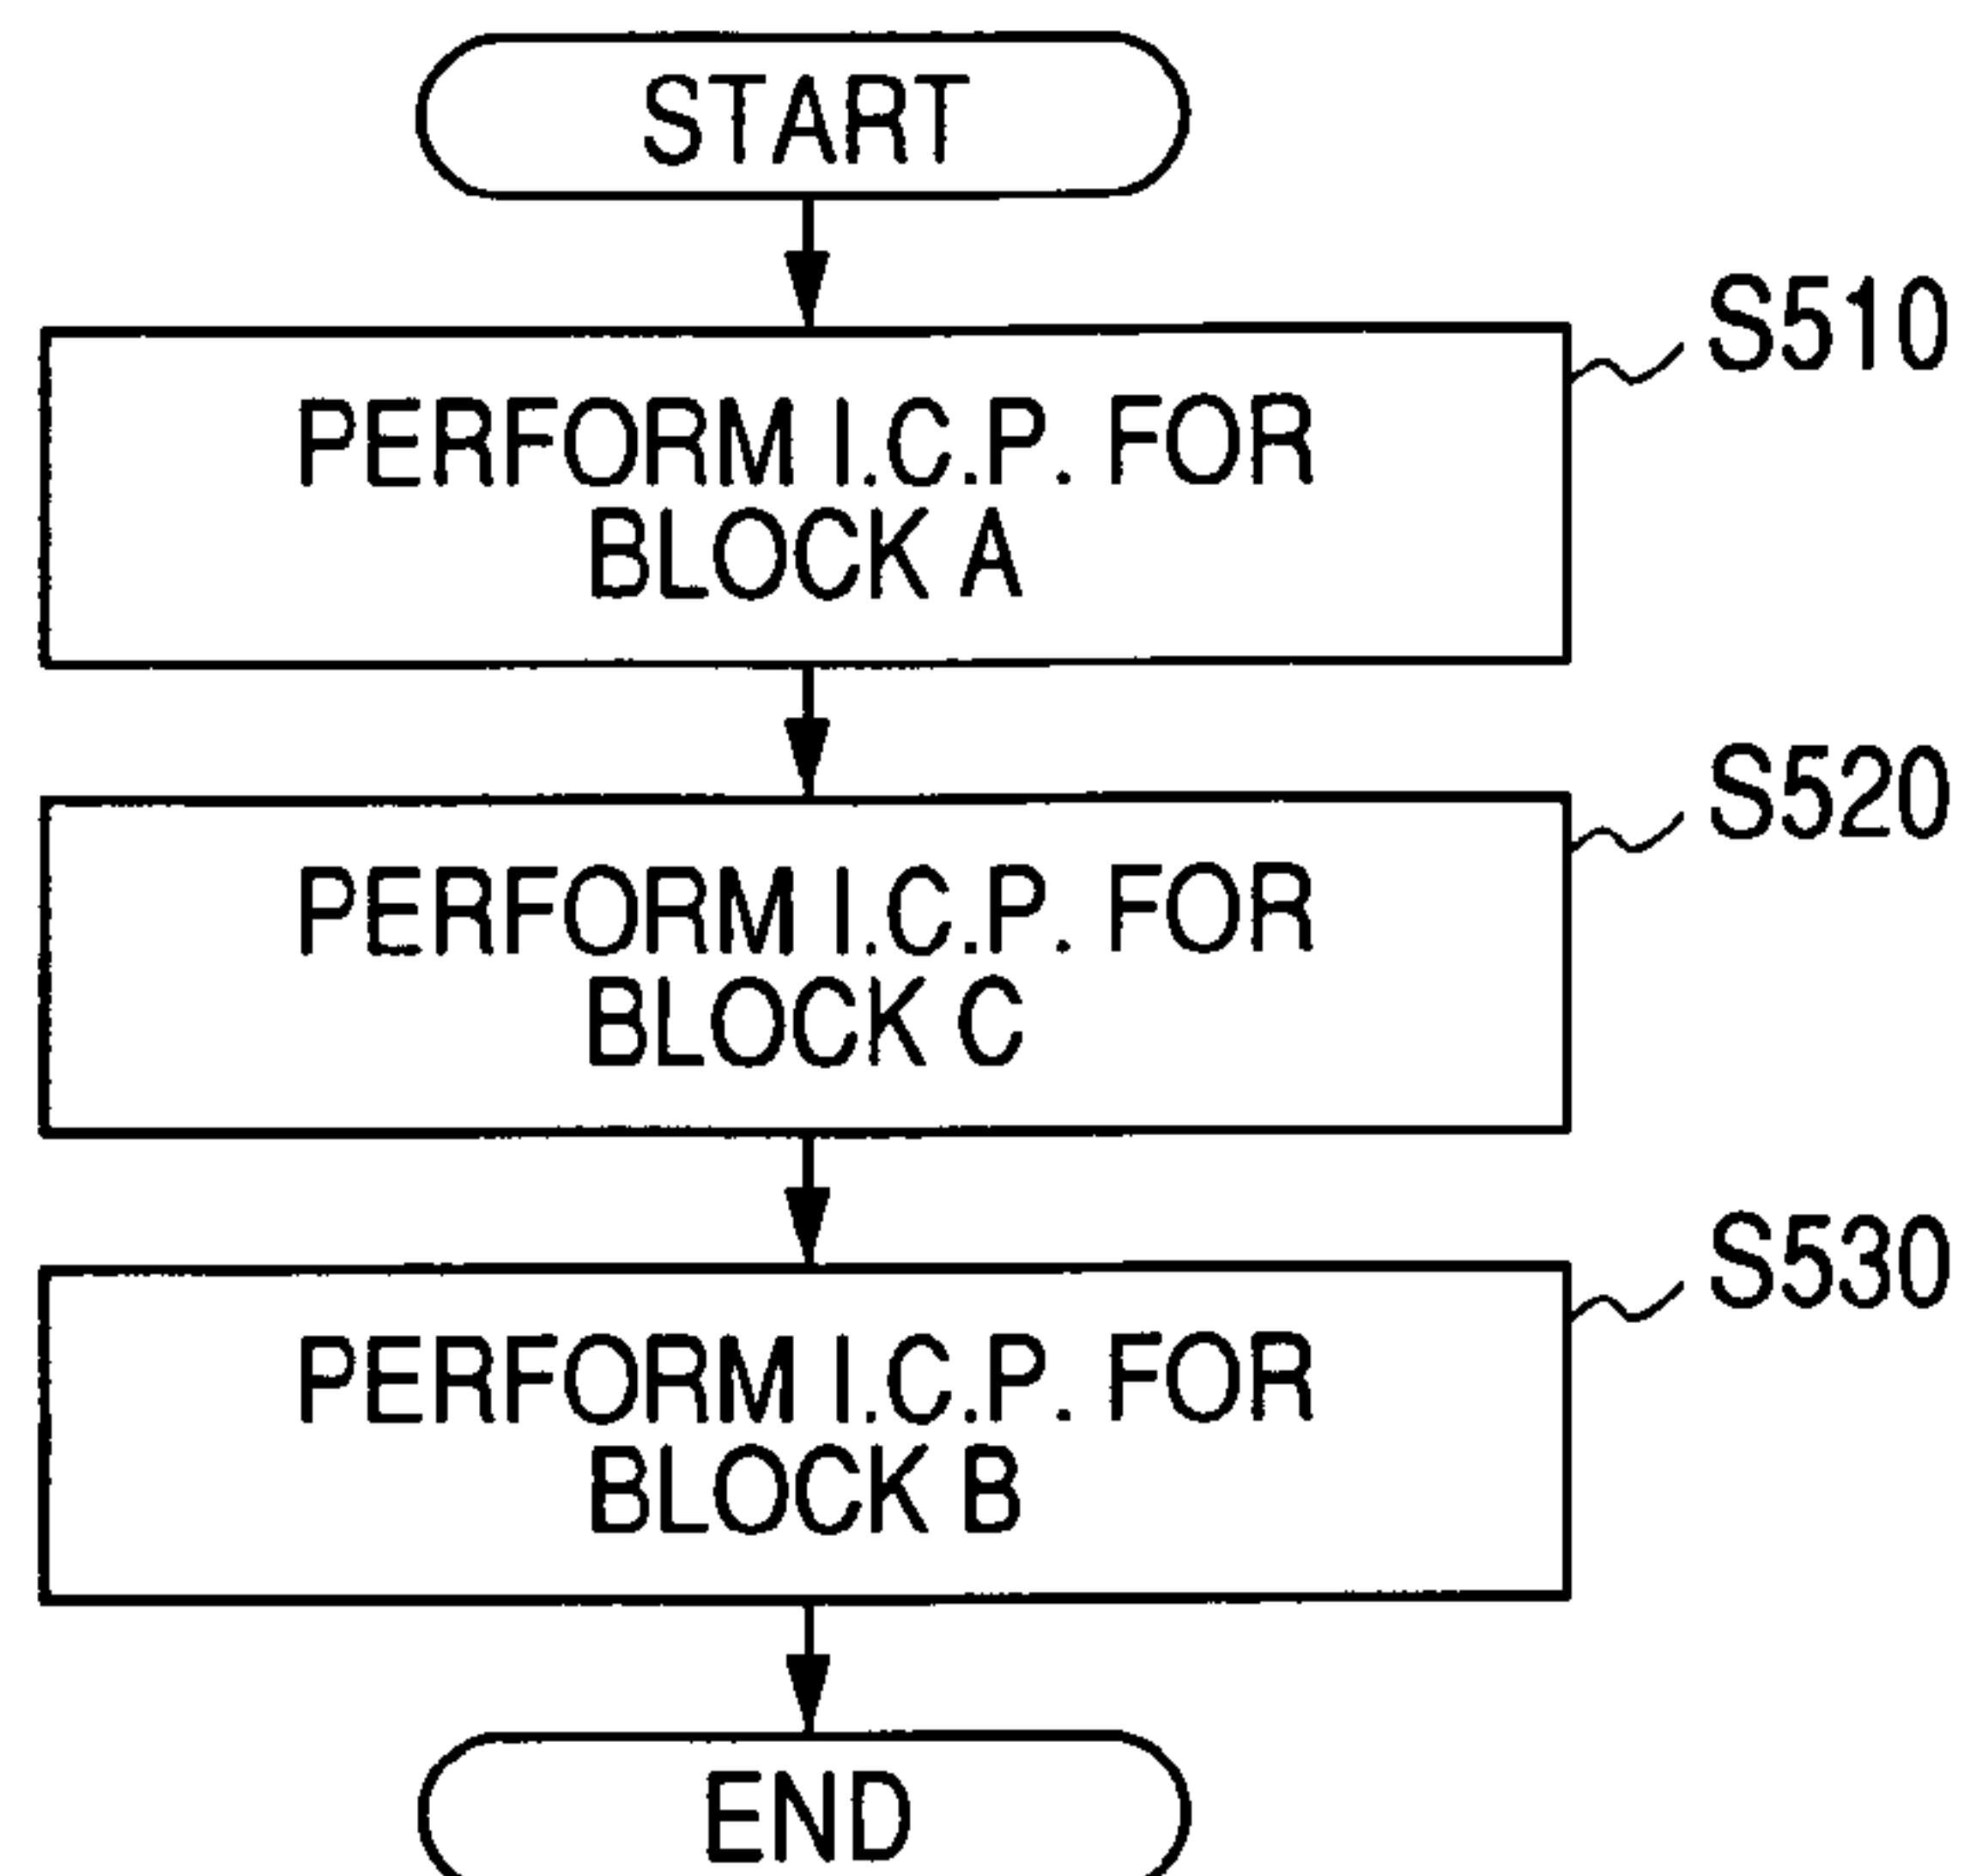 START
S510
PERFORM I.C.P. FOR
BLOCK A
S520
PERFORM I.C.P. FOR
BLOCK C
S530
PERFORM I.C.P. FOR
BLOCK B
END